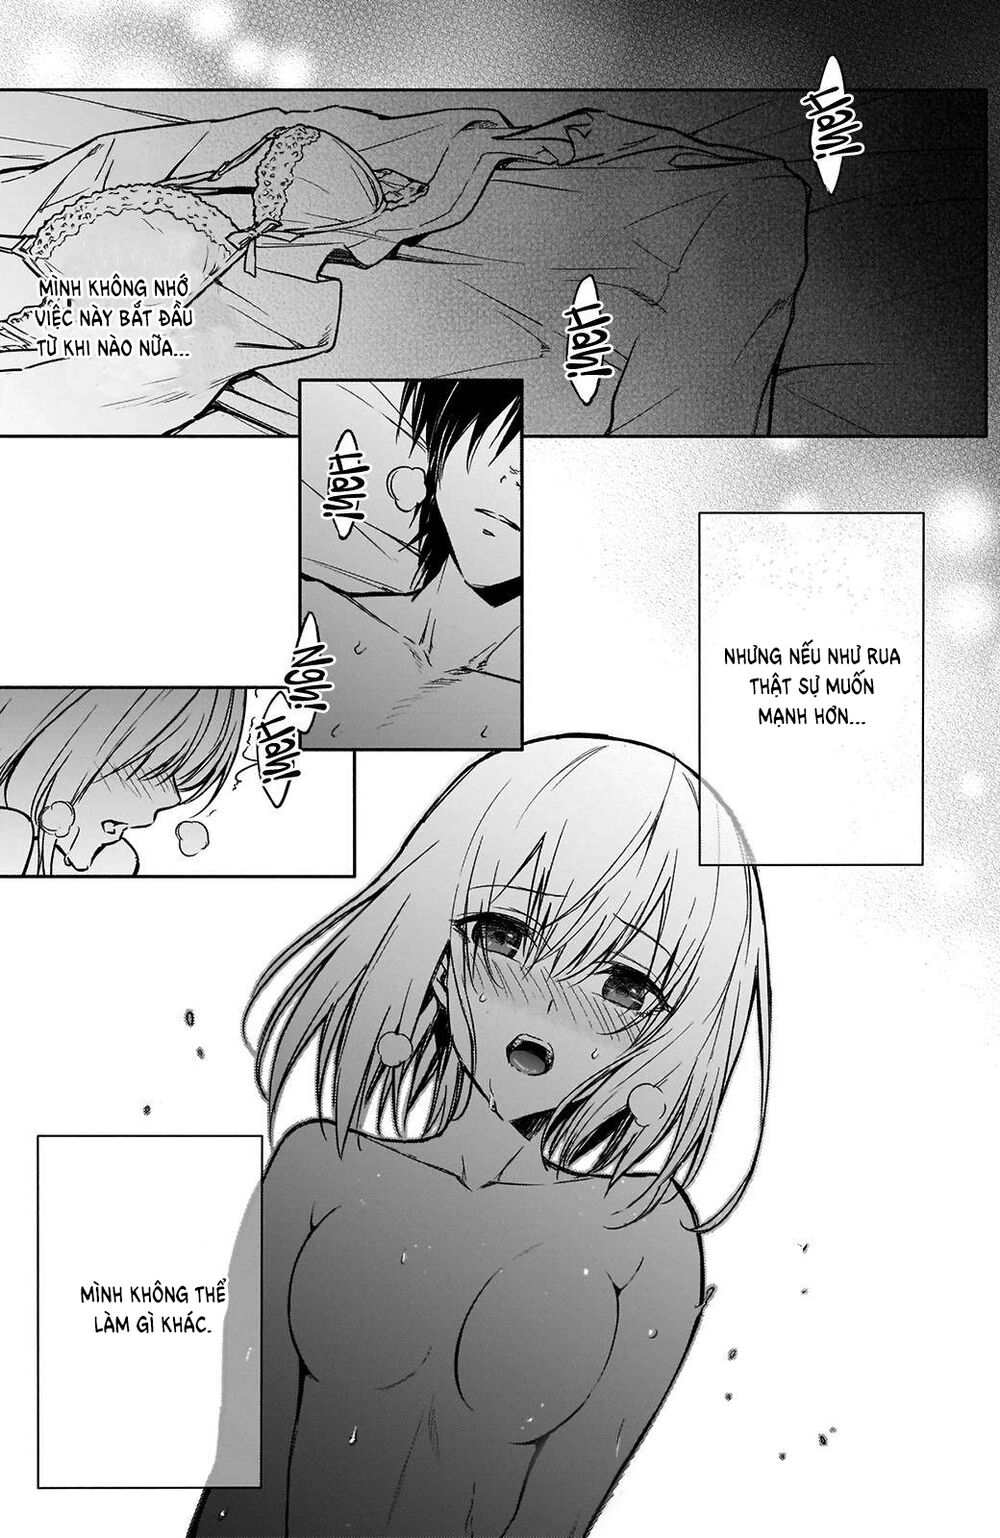 Hah!
MÌNH KHÔNG NHỚ
VIỆC NÀY BẮT ĐẦU
TỪ KHI NÀO NỮA...
Hah!
Hah!
NHƯNG NẾU NHƯ RUA
THẬT SỰ MUỐN
MẠNH HƠN...
Ngh!
Hah!
MÌNH KHÔNG THỂ
LÀM GÌ KHÁC.